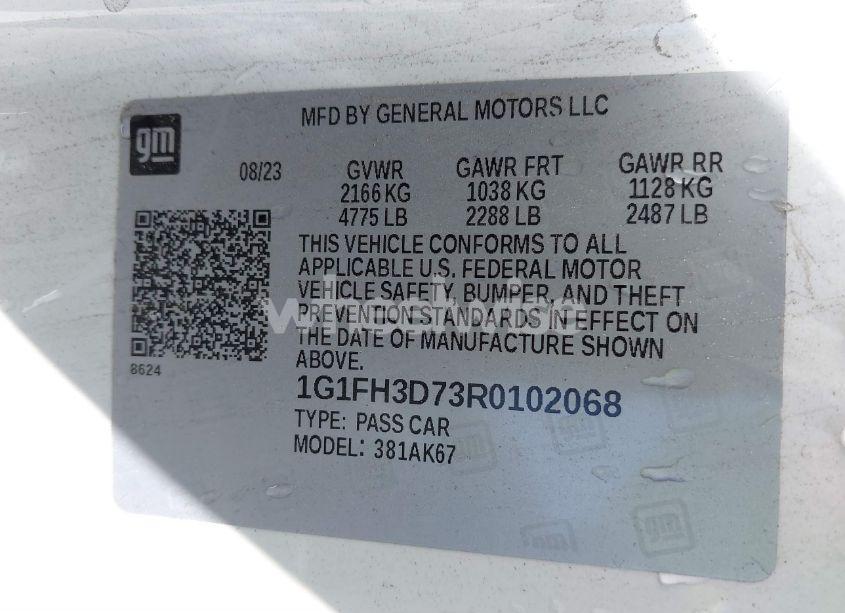 MFD BY GENERAL MOTORS LLC
gm
08/23 GVWR GAWR FRT GAWR RR
2166 KG 1038 KG 1128 KG
4775 LB 2288 LB 2487 LB
THIS VEHICLE CONFORMS TO ALL
APPLICABLE U.S. FEDERAL MOTOR
VEHICLE SAFETY, BUMPER, AND THEFT
PREVENTION STANDARDS IN EFFECT ON
THE DATE OF MANUFACTURE SHOWN
ABOVE.
8624
1G1FH3D73R0102068
TYPE: PASS CAR
MODEL: 381AK67
gm